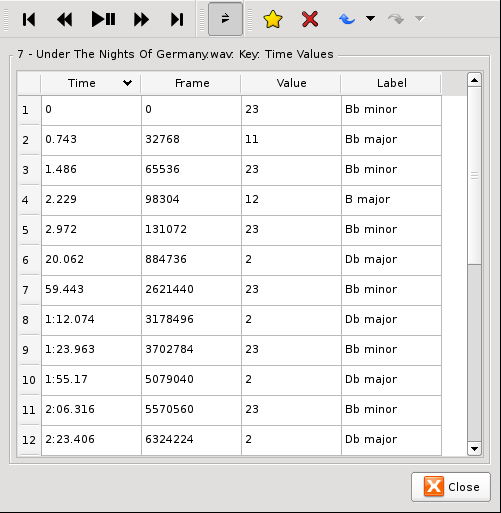 7 - Under The Nights Of Germany.wav: Key: Time Values
Time Frame Value Label
1 0 0 23 Bb minor
2 0.743 32768 11 Bb major
3 1.486 65536 23 Bb minor
4 2.229 98304 12 B major
5 2.972 131072 23 Bb minor
6 20.062 884736 2 Db major
7 59.443 2621440 23 Bb minor
8 1:12.074 3178496 2 Db major
9 1:23.963 3702784 23 Bb minor
10 1:55.17 5079040 2 Db major
11 2:06.316 5570560 23 Bb minor
12 2:23.406 6324224 2 Db major
Close